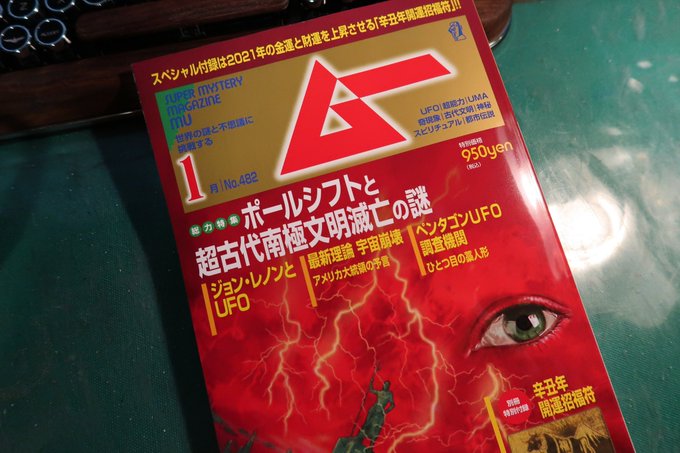 スペシャル付録は2021年の金運と財運を上昇させる「辛丑年開運招福符」!!
SUPER MYSTERY
MAGAZINE
MU
世界の謎と不思議に
挑戦する
ムー
UFO|超能力|UMA
怪現象|古代文明|神秘
スピリチュアル|都市伝説
1月 No.482
特別価格
950yen
(税込)
総力特集
ポールシフトと
超古代南極文明滅亡の謎
ジョン・レノンと
UFO
最新理論 宇宙崩壊
アメリカ大統領の予言
ペンタゴンUFO
調査機関
ひとつ目の藁人形
別冊
特別付録
辛丑年
開運招福符